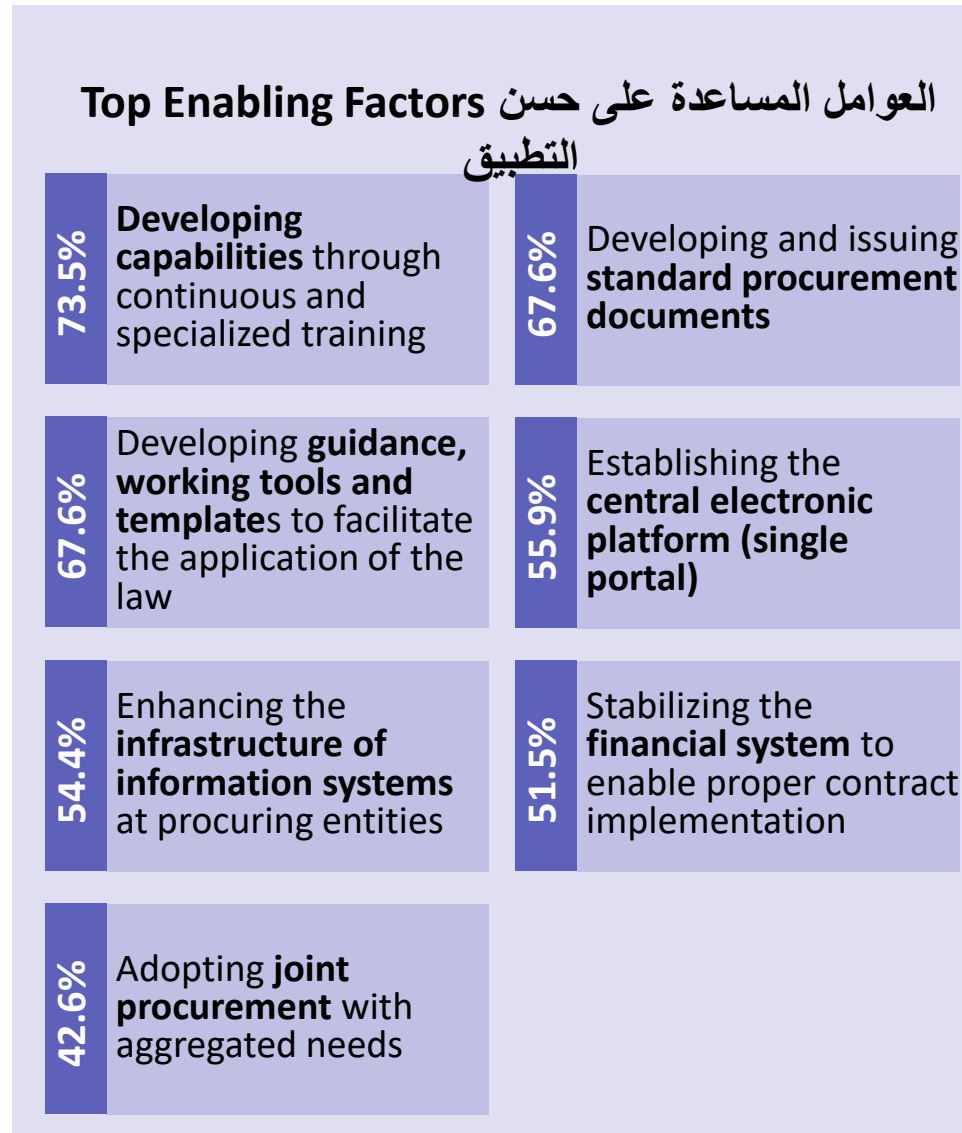 Top Enabling Factors العوامل المساعدة على حسن
التطبيق
73.5%
Developing
capabilities through
continuous and
specialized training
67.6%
Developing and issuing
standard procurement
documents
67.6%
Developing guidance,
working tools and
templates to facilitate
the application of the
law
55.9%
Establishing the
central electronic
platform (single
portal)
54.4%
Enhancing the
infrastructure of
information systems
at procuring entities
51.5%
Stabilizing the
financial system to
enable proper contract
implementation
42.6%
Adopting joint
procurement with
aggregated needs